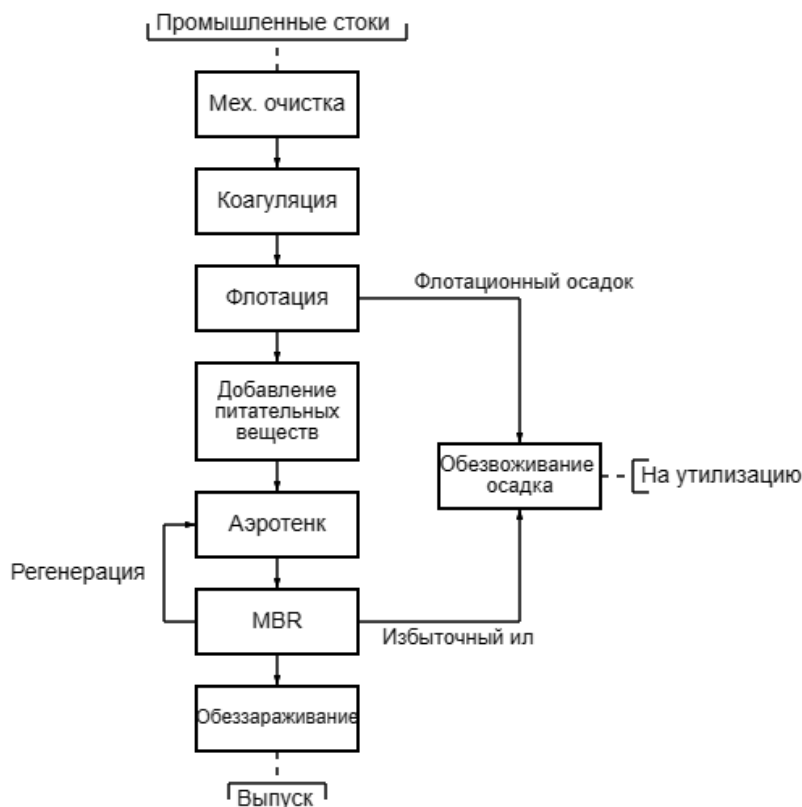 Промышленные стоки
Мех. очистка
Коагуляция
Флотация
Флотационный осадок
Добавление
питательных
веществ
Обезвоживание
осадка
На утилизацию
Аэротенк
Регенерация
MBR
Избыточный ил
Обеззараживание
Выпуск